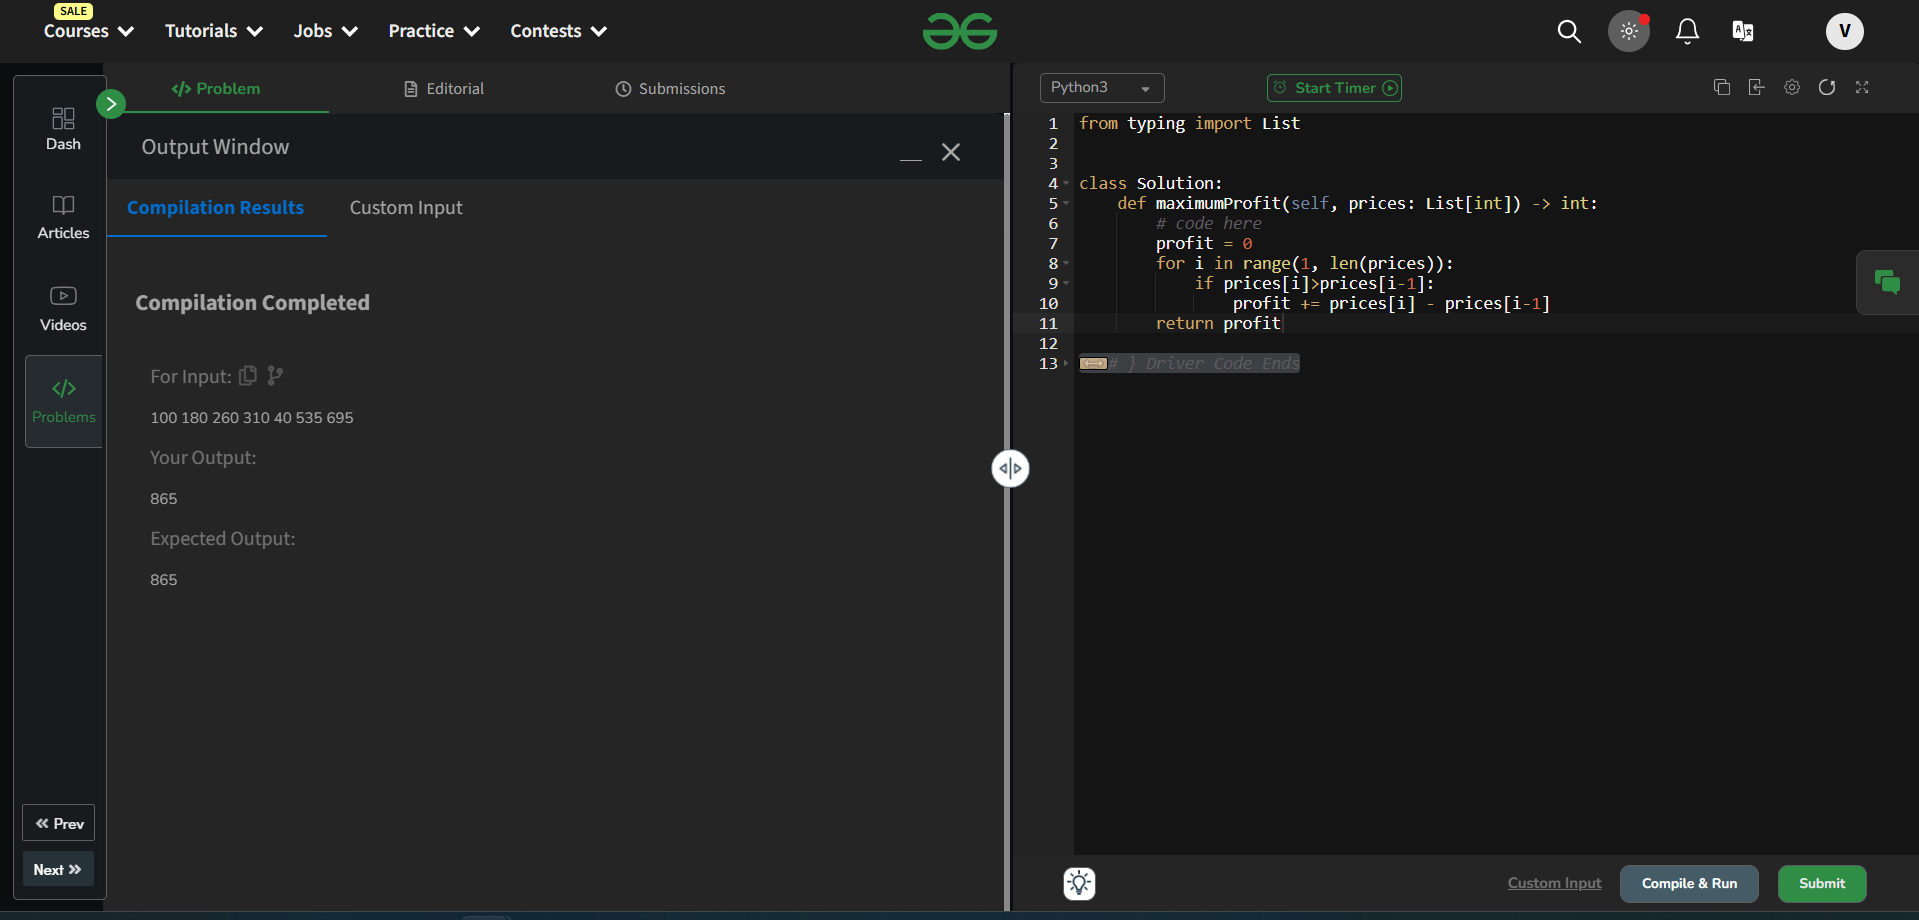 SALE
Courses Tutorials Jobs Practice Contests
V
Dash
Articles
Videos
Problems
Prev
Next
Problem Editorial Submissions
Output Window
Compilation Results Custom Input
Compilation Completed
For Input:
100 180 260 310 40 535 695
Your Output:
865
Expected Output:
865
Python3 Start Timer
1 from typing import List
2
3
4 class Solution:
5 def maximumProfit(self, prices: List[int]) -> int:
6 # code here
7 profit = 0
8 for i in range(1, len(prices)):
9 if prices[i]>prices[i-1]:
10 profit += prices[i] - prices[i-1]
11 return profit
12
13 # } Driver Code Ends
Custom Input Compile & Run Submit